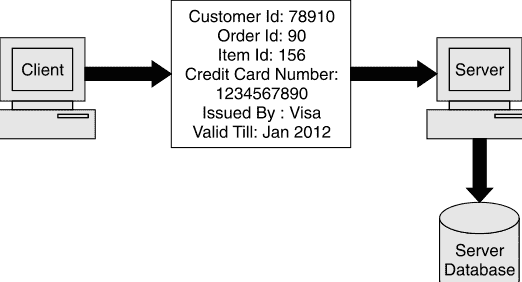 Client
Customer Id: 78910
Order Id: 90
Item Id: 156
Credit Card Number:
1234567890
Issued By : Visa
Valid Till: Jan 2012
Server
Server
Database